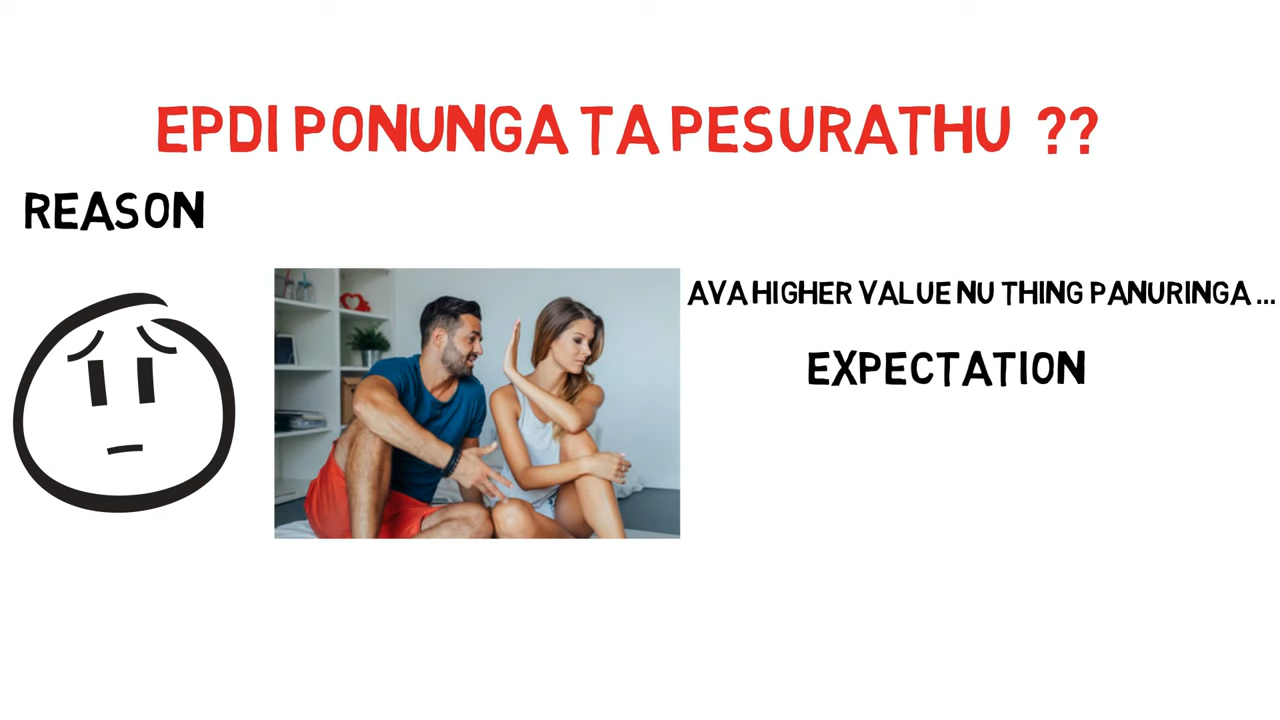 EPDI PONUNGA TA PESURATHU ??
REASON
AVA HIGHER VALUE NU THING PANURINGA ...
EXPECTATION